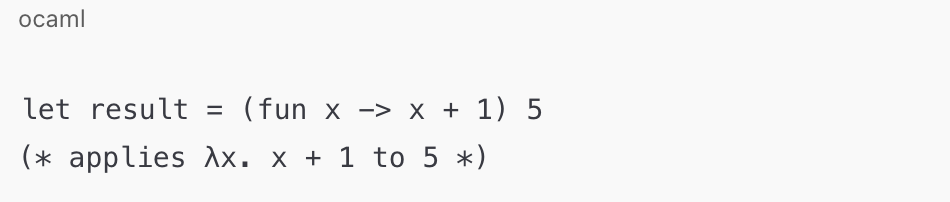 ocaml
let result = (fun x -> x + 1) 5
(* applies λx. x + 1 to 5 *)